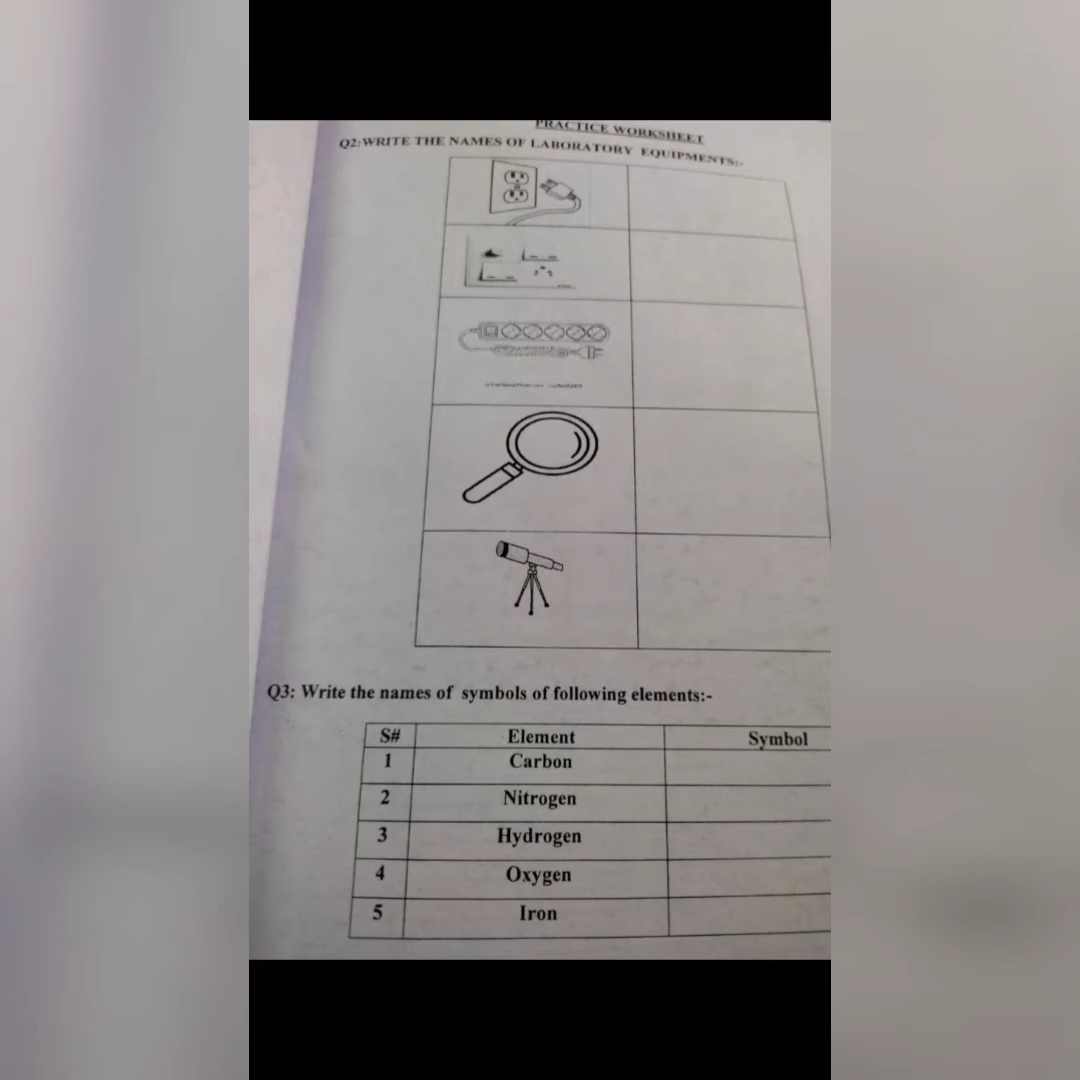 PRACTICE WORKSHEET
Q2:WRITE THE NAMES OF LABORATORY EQUIPMENTS:-
Q3: Write the names of symbols of following elements:-
S# Element Symbol
1 Carbon
2 Nitrogen
3 Hydrogen
4 Oxygen
5 Iron